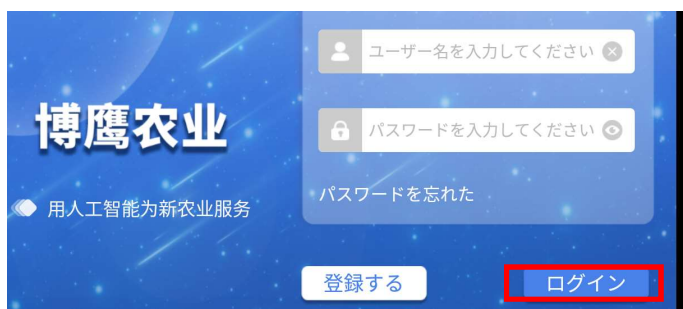 博鹰农业
用人工智能为新农业服务
ユーザー名を入力してください
パスワードを入力してください
パスワードを忘れた
登録する
ログイン